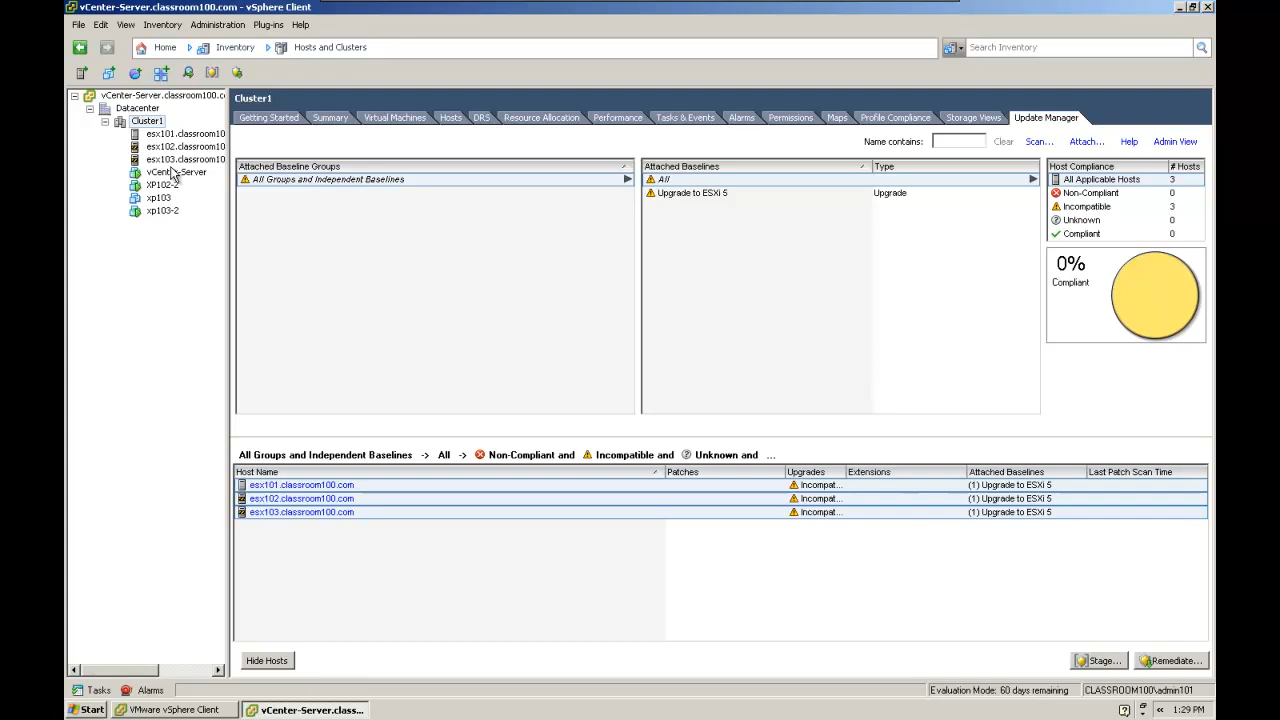 vCenter-Server.classroom100.com - vSphere Client
File Edit View Inventory Administration Plug-ins Help
Home Inventory Hosts and Clusters Search Inventory
vCenter-Server.classroom100.c
Datacenter
Cluster1
esx101.classroom10
esx102.classroom10
esx103.classroom10
vCenter-Server
XP102-2
xp103
xp103-2
Cluster1
Getting Started Summary Virtual Machines Hosts DRS Resource Allocation Performance Tasks & Events Alarms Permissions Maps Profile Compliance Storage Views Update Manager
Name contains: Clear Scan... Attach... Help Admin View
Attached Baseline Groups
All Groups and Independent Baselines
Attached Baselines Type
All
Upgrade to ESXi 5 Upgrade
Host Compliance # Hosts
All Applicable Hosts 3
Non-Compliant 0
Incompatible 3
Unknown 0
Compliant 0
0%
Compliant
All Groups and Independent Baselines -> All -> Non-Compliant and Incompatible and Unknown and ...
Host Name Patches Upgrades Extensions Attached Baselines Last Patch Scan Time
esx101.classroom100.com Incompat... (1) Upgrade to ESXi 5
esx102.classroom100.com Incompat... (1) Upgrade to ESXi 5
esx103.classroom100.com Incompat... (1) Upgrade to ESXi 5
Hide Hosts Stage... Remediate...
Tasks Alarms Evaluation Mode: 60 days remaining CLASSROOM100\admin101
Start VMware vSphere Client vCenter-Server.class... « 1:29 PM